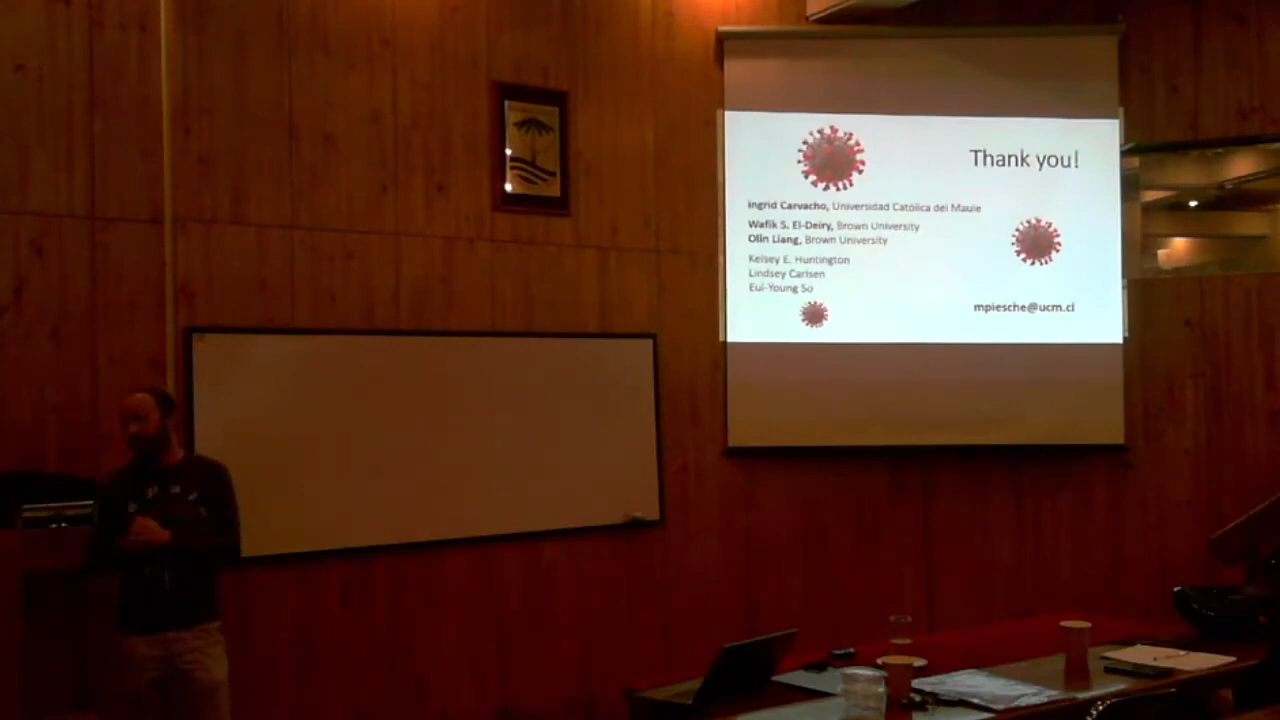 Thank you!
Ingrid Carvacho, Universidad Católica del Maule
Wafik S. El-Deiry, Brown University
Olin Liang, Brown University
Kelsey E. Huntington
Lindsey Carlsen
Eui-Young So
mpiesche@ucm.cl